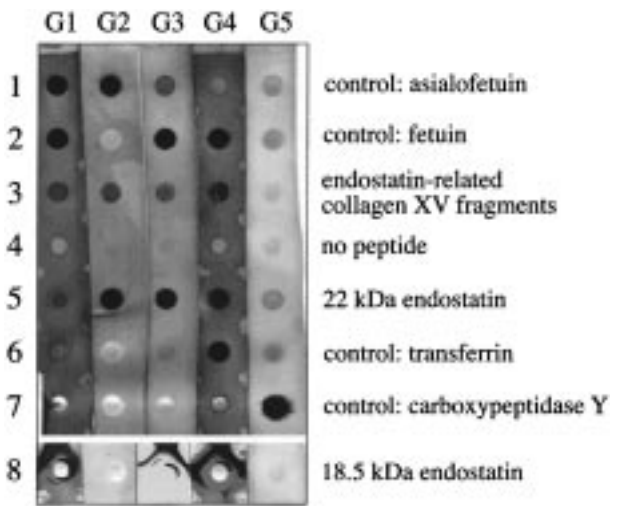 G1 G2 G3 G4 G5
1 control: asialofetuin
2 control: fetuin
3 endostatin-related
collagen XV fragments
4 no peptide
5 22 kDa endostatin
6 control: transferrin
7 control: carboxypeptidase Y
8 18.5 kDa endostatin